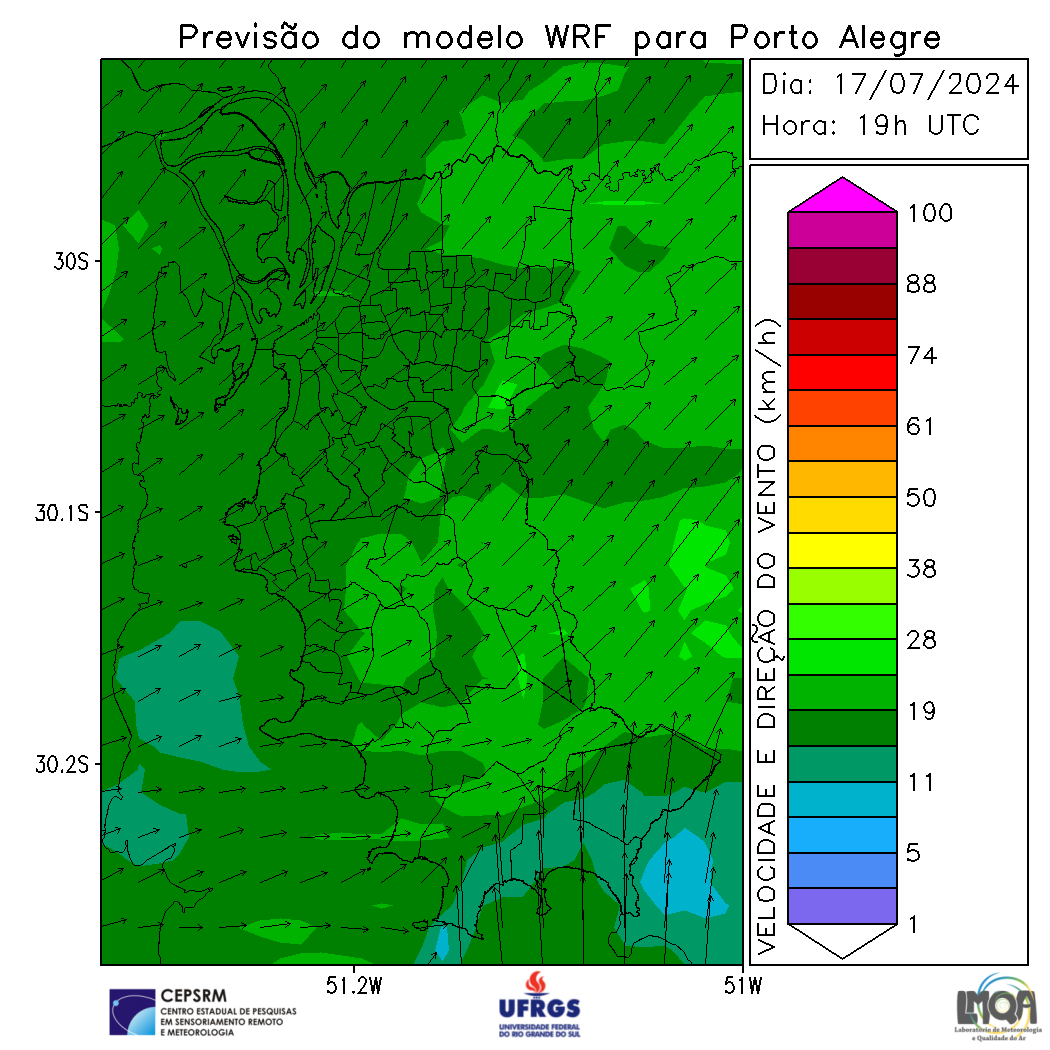 Previsão do modelo WRF para Porto Alegre
Dia: 17/07/2024
Hora: 19h UTC
30S
30.1S
30.2S
51.2W
51W
VELOCIDADE E DIREÇÃO DO VENTO (km/h)
100
88
74
61
50
38
28
19
11
5
1
CEPSRM
CENTRO ESTADUAL DE PESQUISAS
EM SENSORIAMENTO REMOTO
E METEOROLOGIA
UFRGS
UNIVERSIDADE FEDERAL
DO RIO GRANDE DO SUL
LMQA
Laboratório de Meteorologia
e Qualidade do Ar